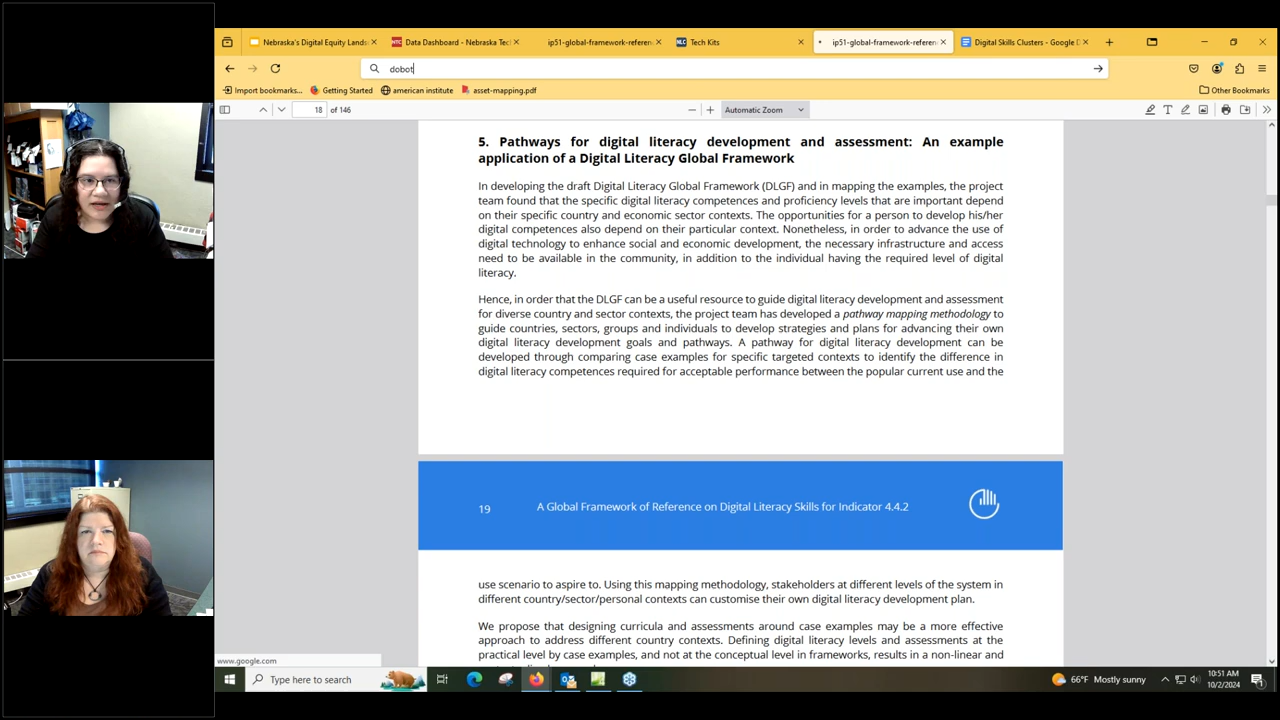 Nebraska's Digital Equity Lands
NTC Data Dashboard - Nebraska Tec
ip51-global-framework-referen
NLC Tech Kits
ip51-global-framework-referen
Digital Skills Clusters - Google D
dobot
Import bookmarks...
Getting Started
american institute
asset-mapping.pdf
Other Bookmarks
18 of 146
Automatic Zoom
5. Pathways for digital literacy development and assessment: An example
application of a Digital Literacy Global Framework
In developing the draft Digital Literacy Global Framework (DLGF) and in mapping the examples, the project
team found that the specific digital literacy competences and proficiency levels that are important depend
on their specific country and economic sector contexts. The opportunities for a person to develop his/her
digital competences also depend on their particular context. Nonetheless, in order to advance the use of
digital technology to enhance social and economic development, the necessary infrastructure and access
need to be available in the community, in addition to the individual having the required level of digital
literacy.
Hence, in order that the DLGF can be a useful resource to guide digital literacy development and assessment
for diverse country and sector contexts, the project team has developed a pathway mapping methodology to
guide countries, sectors, groups and individuals to develop strategies and plans for advancing their own
digital literacy development goals and pathways. A pathway for digital literacy development can be
developed through comparing case examples for specific targeted contexts to identify the difference in
digital literacy competences required for acceptable performance between the popular current use and the
19 A Global Framework of Reference on Digital Literacy Skills for Indicator 4.4.2
use scenario to aspire to. Using this mapping methodology, stakeholders at different levels of the system in
different country/sector/personal contexts can customise their own digital literacy development plan.
We propose that designing curricula and assessments around case examples may be a more effective
approach to address different country contexts. Defining digital literacy levels and assessments at the
practical level by case examples, and not at the conceptual level in frameworks, results in a non-linear and
www.google.com
Type here to search
66°F Mostly sunny
10:51 AM
10/2/2024